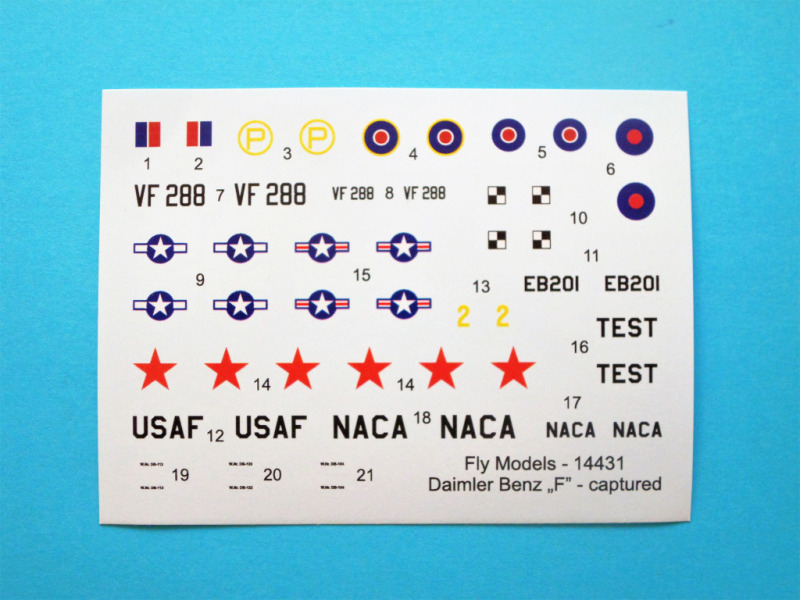 P 3 P 4 5
1 2 6
VF 288 7 VF 288 VF 288 8 VF 288
10
11
9 15 13 EB201 EB201
2 2
TEST
16
TEST
14 14
17
USAF 12 USAF NACA 18 NACA NACA NACA
19 20 21
Fly Models - 14431
Daimler Benz „F” - captured